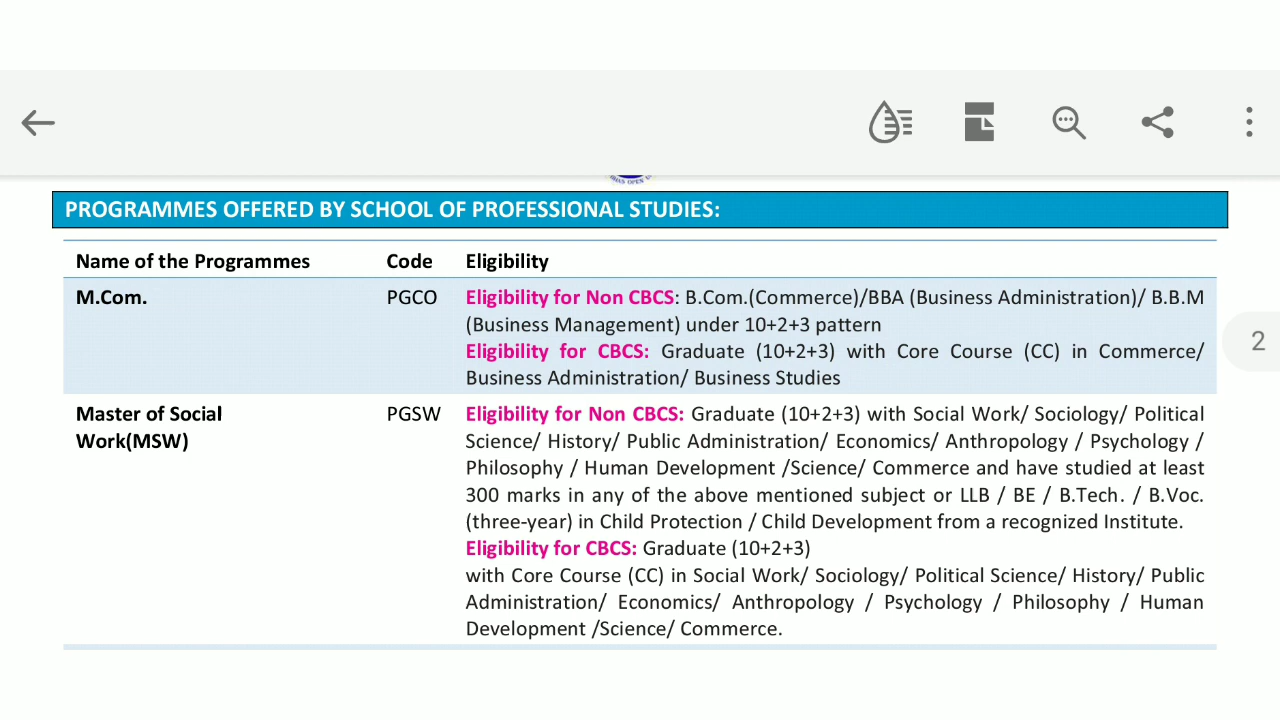 PROGRAMMES OFFERED BY SCHOOL OF PROFESSIONAL STUDIES:
Name of the Programmes Code Eligibility
M.Com. PGCO Eligibility for Non CBCS: B.Com.(Commerce)/BBA (Business Administration)/ B.B.M
(Business Management) under 10+2+3 pattern
Eligibility for CBCS: Graduate (10+2+3) with Core Course (CC) in Commerce/
Business Administration/ Business Studies
2
Master of Social PGSW Eligibility for Non CBCS: Graduate (10+2+3) with Social Work/ Sociology/ Political
Work(MSW) Science/ History/ Public Administration/ Economics/ Anthropology / Psychology /
Philosophy / Human Development /Science/ Commerce and have studied at least
300 marks in any of the above mentioned subject or LLB / BE / B.Tech. / B.Voc.
(three-year) in Child Protection / Child Development from a recognized Institute.
Eligibility for CBCS: Graduate (10+2+3)
with Core Course (CC) in Social Work/ Sociology/ Political Science/ History/ Public
Administration/ Economics/ Anthropology / Psychology / Philosophy / Human
Development /Science/ Commerce.